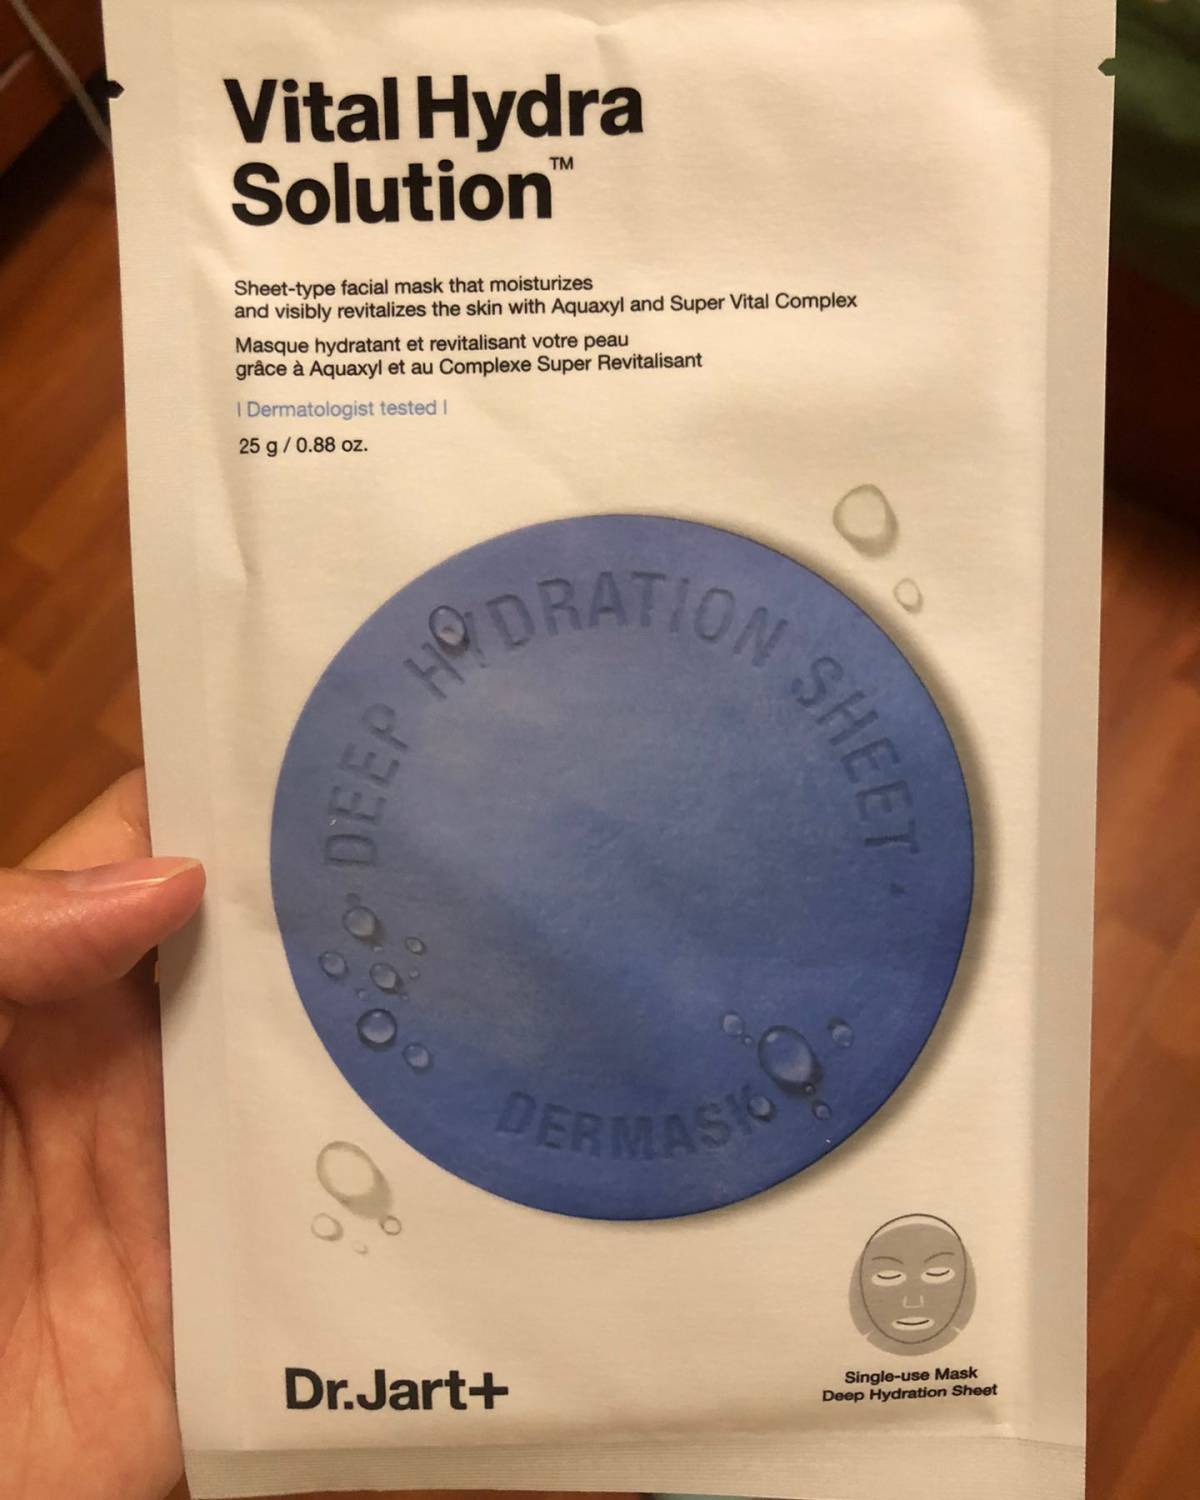 Vital Hydra
Solution™
Sheet-type facial mask that moisturizes
and visibly revitalizes the skin with Aquaxyl and Super Vital Complex
Masque hydratant et revitalisant votre peau
grâce à Aquaxyl et au Complexe Super Revitalisant
| Dermatologist tested |
25 g / 0.88 oz.
· DEEP HYDRATION SHEET ·
DERMASK
Dr.Jart+
Single-use Mask
Deep Hydration Sheet